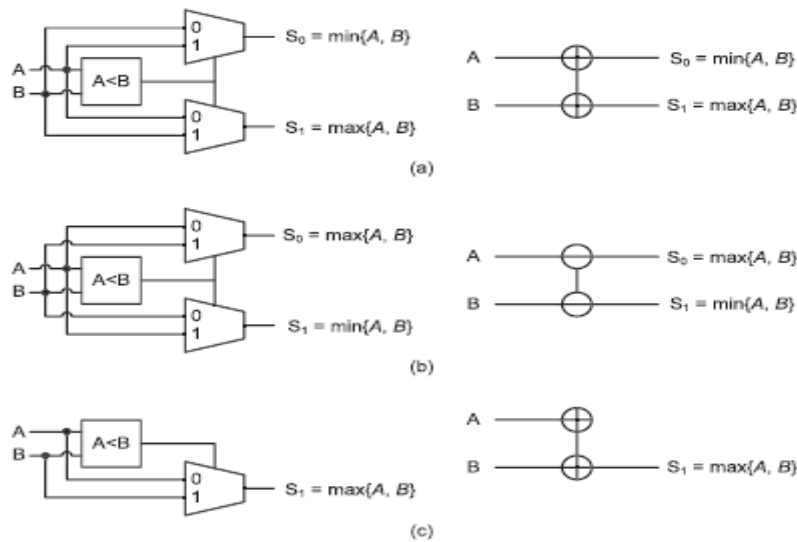 0
1
S₀ = min{A, B}
A
B
A<B
0
1
S₁ = max{A, B}
A
S₀ = min{A, B}
B
S₁ = max{A, B}
(a)
0
1
S₀ = max{A, B}
A
B
A<B
0
1
S₁ = min{A, B}
A
S₀ = max{A, B}
B
S₁ = min{A, B}
(b)
A
B
A<B
0
1
S₁ = max{A, B}
A
B
S₁ = max{A, B}
(c)